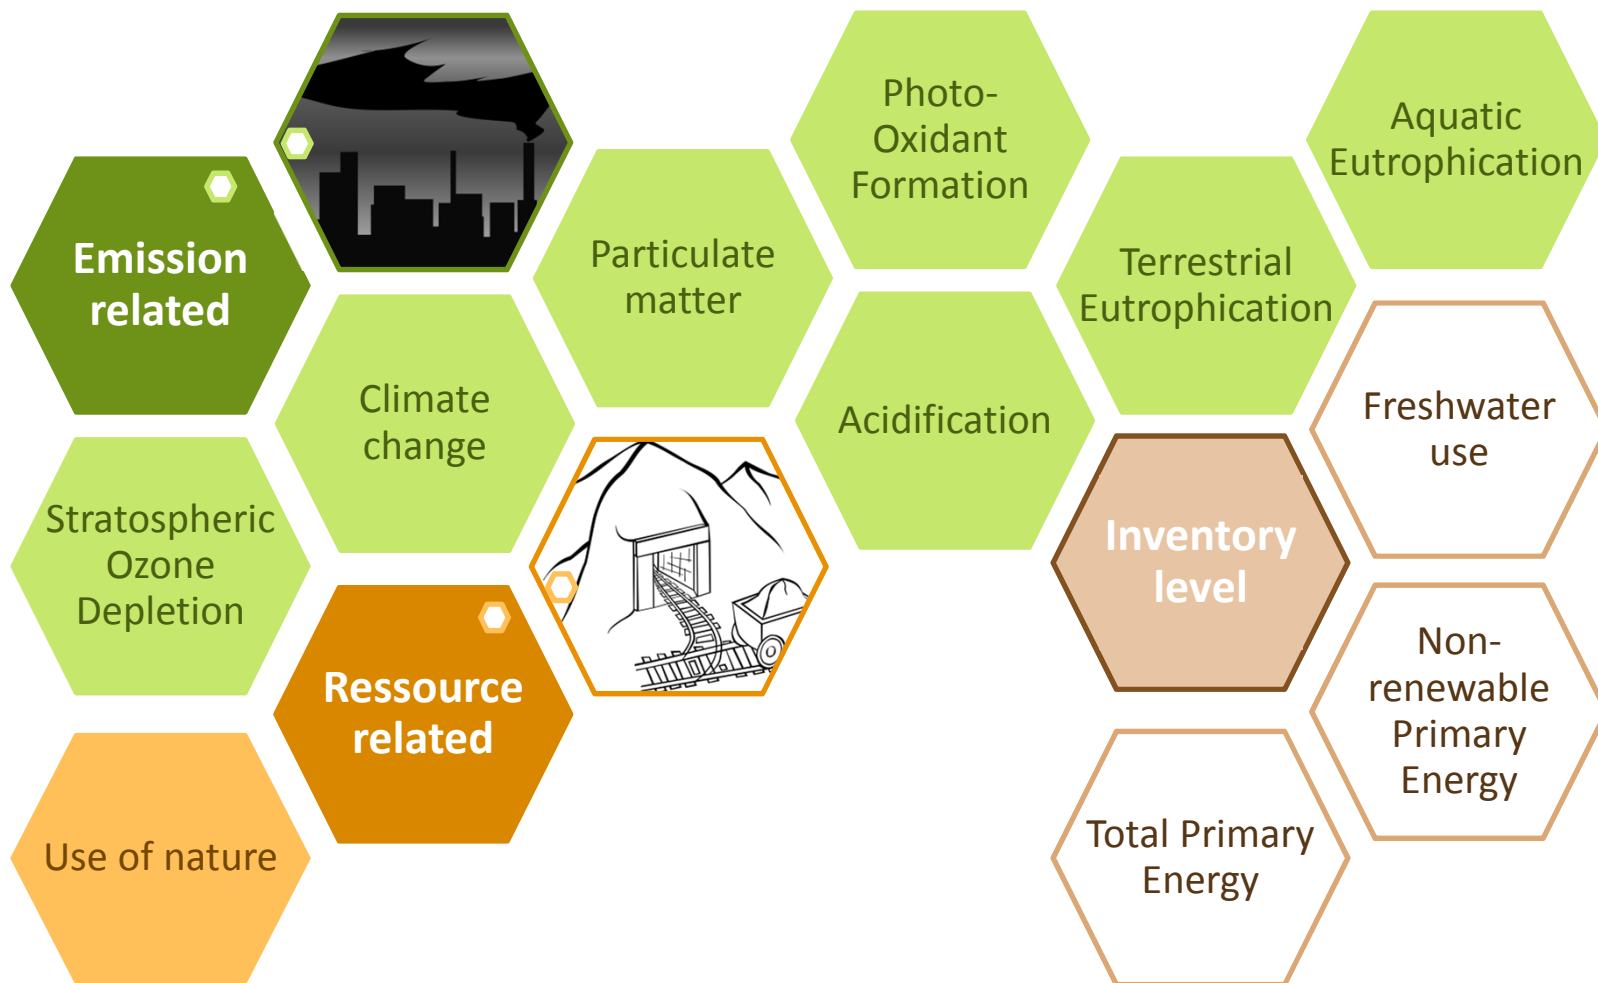 Emission
related
Photo-
Oxidant
Formation
Aquatic
Eutrophication
Particulate
matter
Terrestrial
Eutrophication
Climate
change
Acidification
Freshwater
use
Stratospheric
Ozone
Depletion
Inventory
level
Ressource
related
Non-
renewable
Primary
Energy
Use of nature
Total Primary
Energy